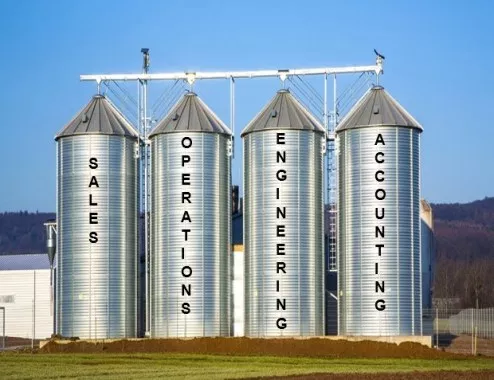 SALES
OPERATIONS
ENGINEERING
ACCOUNTING